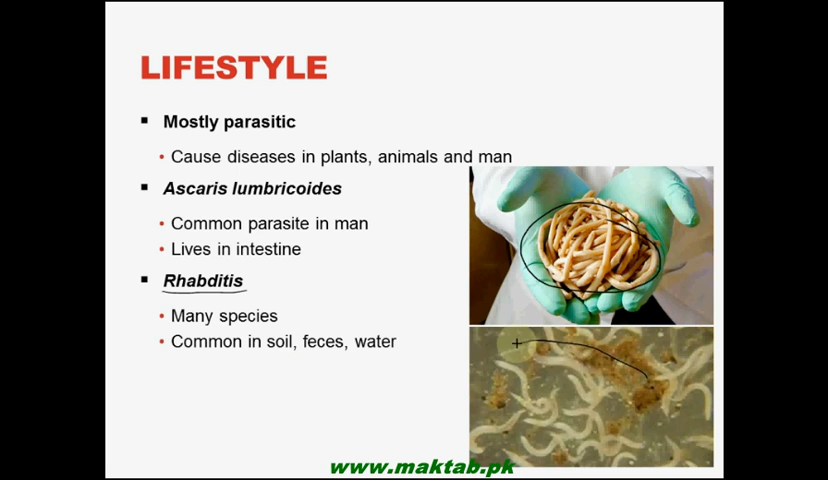 LIFESTYLE
Mostly parasitic
Cause diseases in plants, animals and man
Ascaris lumbricoides
Common parasite in man
Lives in intestine
Rhabditis
Many species
Common in soil, feces, water
www.maktab.pk